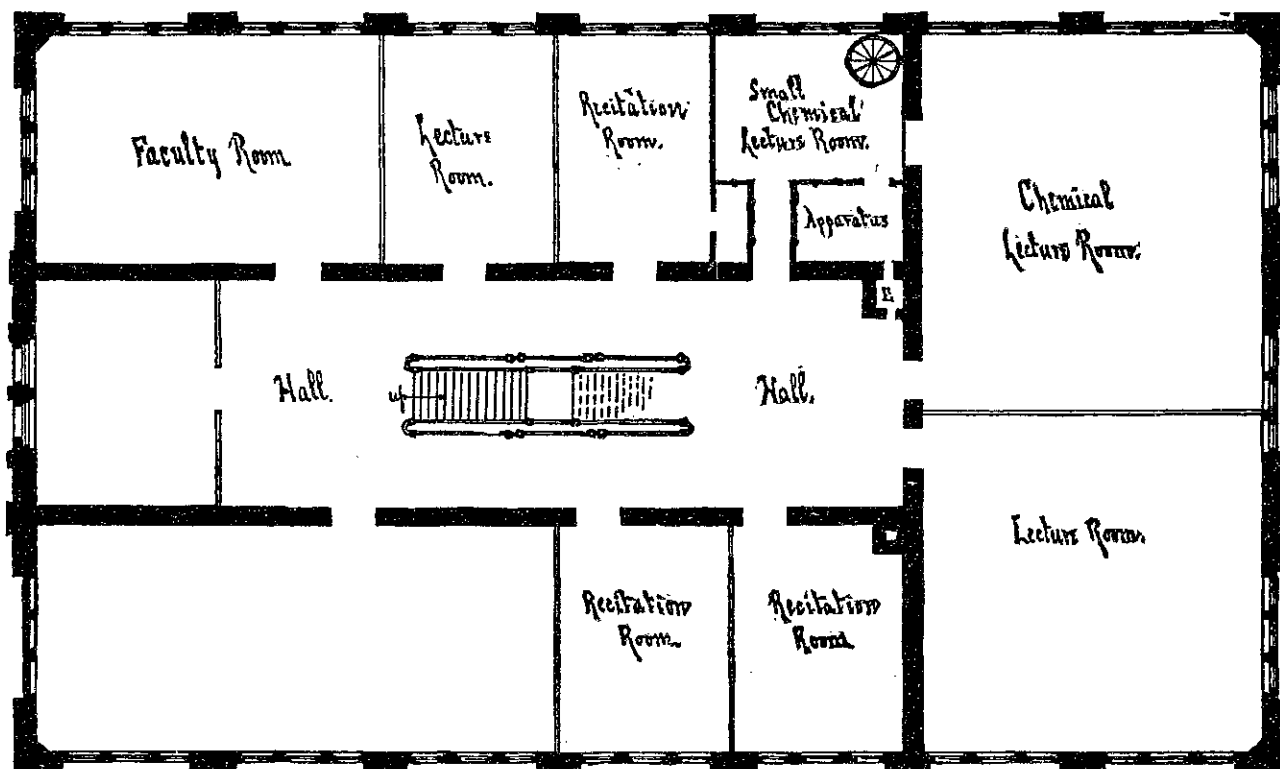 Faculty Room
Lecture
Room.
Recitation
Room.
Small
Chemical
Lecture Room.
Apparatus
Chemical
Lecture Room.
E
Hall.
up
Hall.
Lecture Room.
Recitation
Room.
Recitation
Room